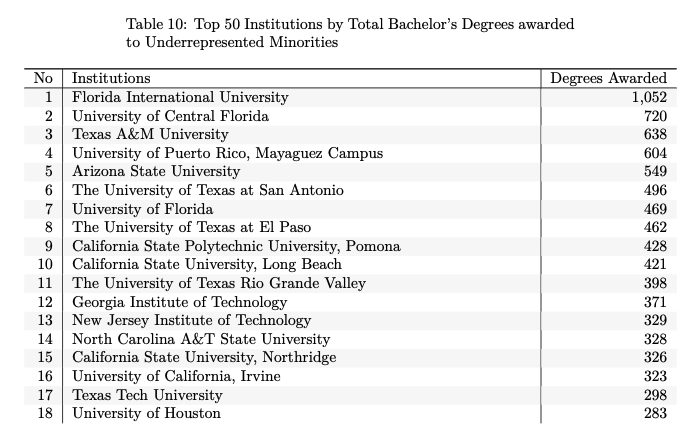 Table 10: Top 50 Institutions by Total Bachelor's Degrees awarded
to Underrepresented Minorities
No Institutions Degrees Awarded
1 Florida International University 1,052
2 University of Central Florida 720
3 Texas A&M University 638
4 University of Puerto Rico, Mayaguez Campus 604
5 Arizona State University 549
6 The University of Texas at San Antonio 496
7 University of Florida 469
8 The University of Texas at El Paso 462
9 California State Polytechnic University, Pomona 428
10 California State University, Long Beach 421
11 The University of Texas Rio Grande Valley 398
12 Georgia Institute of Technology 371
13 New Jersey Institute of Technology 329
14 North Carolina A&T State University 328
15 California State University, Northridge 326
16 University of California, Irvine 323
17 Texas Tech University 298
18 University of Houston 283